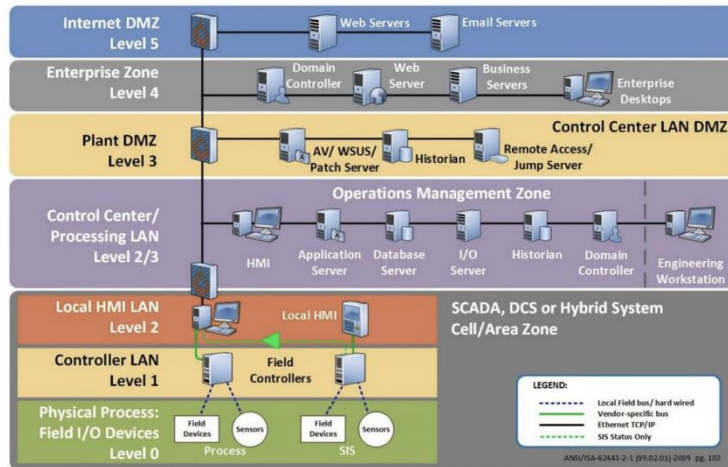 Internet DMZ
Level 5
Web Servers
Email Servers
Enterprise Zone
Level 4
Domain
Controller
Web
Server
Business
Servers
Enterprise
Desktops
Plant DMZ
Level 3
Control Center LAN DMZ
AV/ WSUS/
Patch Server
Historian
Remote Access/
Jump Server
Operations Management Zone
Control Center/
Processing LAN
Level 2/3
HMI
Application
Server
Database
Server
I/O
Server
Historian
Domain
Controller
Engineering
Workstation
Local HMI LAN
Level 2
Local HMI
SCADA, DCS or Hybrid System
Cell/Area Zone
Controller LAN
Level 1
Field
Controllers
Physical Process:
Field I/O Devices
Level 0
Field
Devices
Sensors
Process
Field
Devices
Sensors
SIS
LEGEND:
Local Field bus/ hard wired
Vendor-specific bus
Ethernet TCP/IP
SIS Status Only
ANSI/ISA-62443-2-1 (99.02.01)-2009 pg. 102